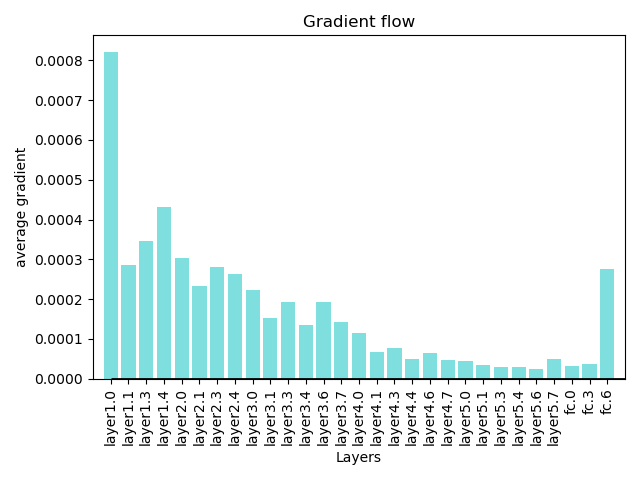 Gradient flow
average gradient
0.0008
0.0007
0.0006
0.0005
0.0004
0.0003
0.0002
0.0001
0.0000
layer1.0
layer1.1
layer1.3
layer1.4
layer2.0
layer2.1
layer2.3
layer2.4
layer3.0
layer3.1
layer3.3
layer3.4
layer3.6
layer3.7
layer4.0
layer4.1
layer4.3
layer4.4
layer4.6
layer4.7
layer5.0
layer5.1
layer5.3
layer5.4
layer5.6
layer5.7
fc.0
fc.3
fc.6
Layers